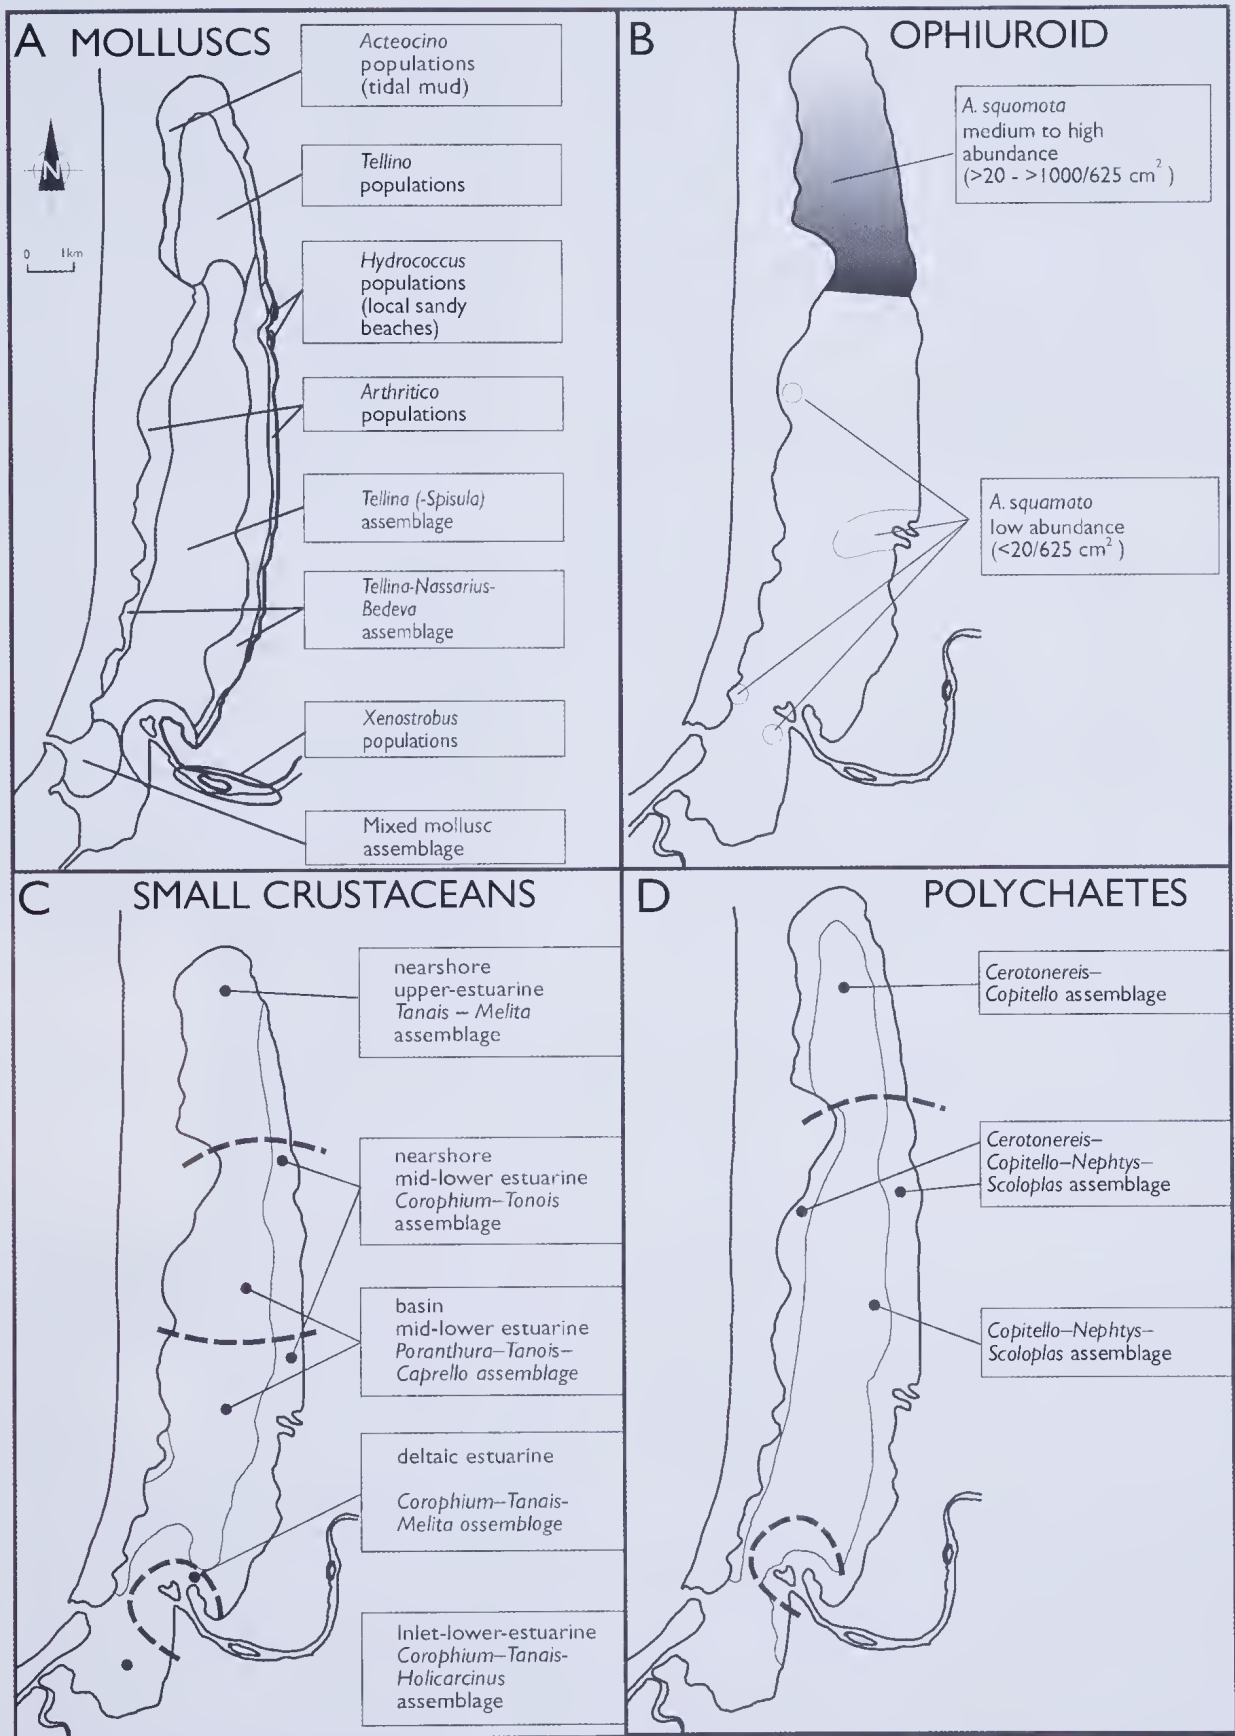 A MOLLUSCS
Acteocino
populations
(tidal mud)
N
0 1km
Tellino
populations
Hydrococcus
populations
(local sandy
beaches)
Arthritico
populations
Tellina (-Spisula)
assemblage
Tellina-Nassarius-
Bedeva
assemblage
Xenostrobus
populations
Mixed mollusc
assemblage
B OPHIUROID
A. squomota
medium to high
abundance
(>20 - >1000/625 cm²)
A. squamato
low abundance
(<20/625 cm²)
C SMALL CRUSTACEANS
nearshore
upper-estuarine
Tanais – Melita
assemblage
nearshore
mid-lower estuarine
Corophium–Tonois
assemblage
basin
mid-lower estuarine
Poranthura–Tanois–
Caprello assemblage
deltaic estuarine
Corophium–Tanais-
Melita ossembloge
Inlet-lower-estuarine
Corophium–Tanais-
Holicarcinus
assemblage
D POLYCHAETES
Cerotonereis–
Copitello assemblage
Cerotonereis–
Copitello–Nephtys–
Scoloplas assemblage
Copitello–Nephtys–
Scoloplas assemblage